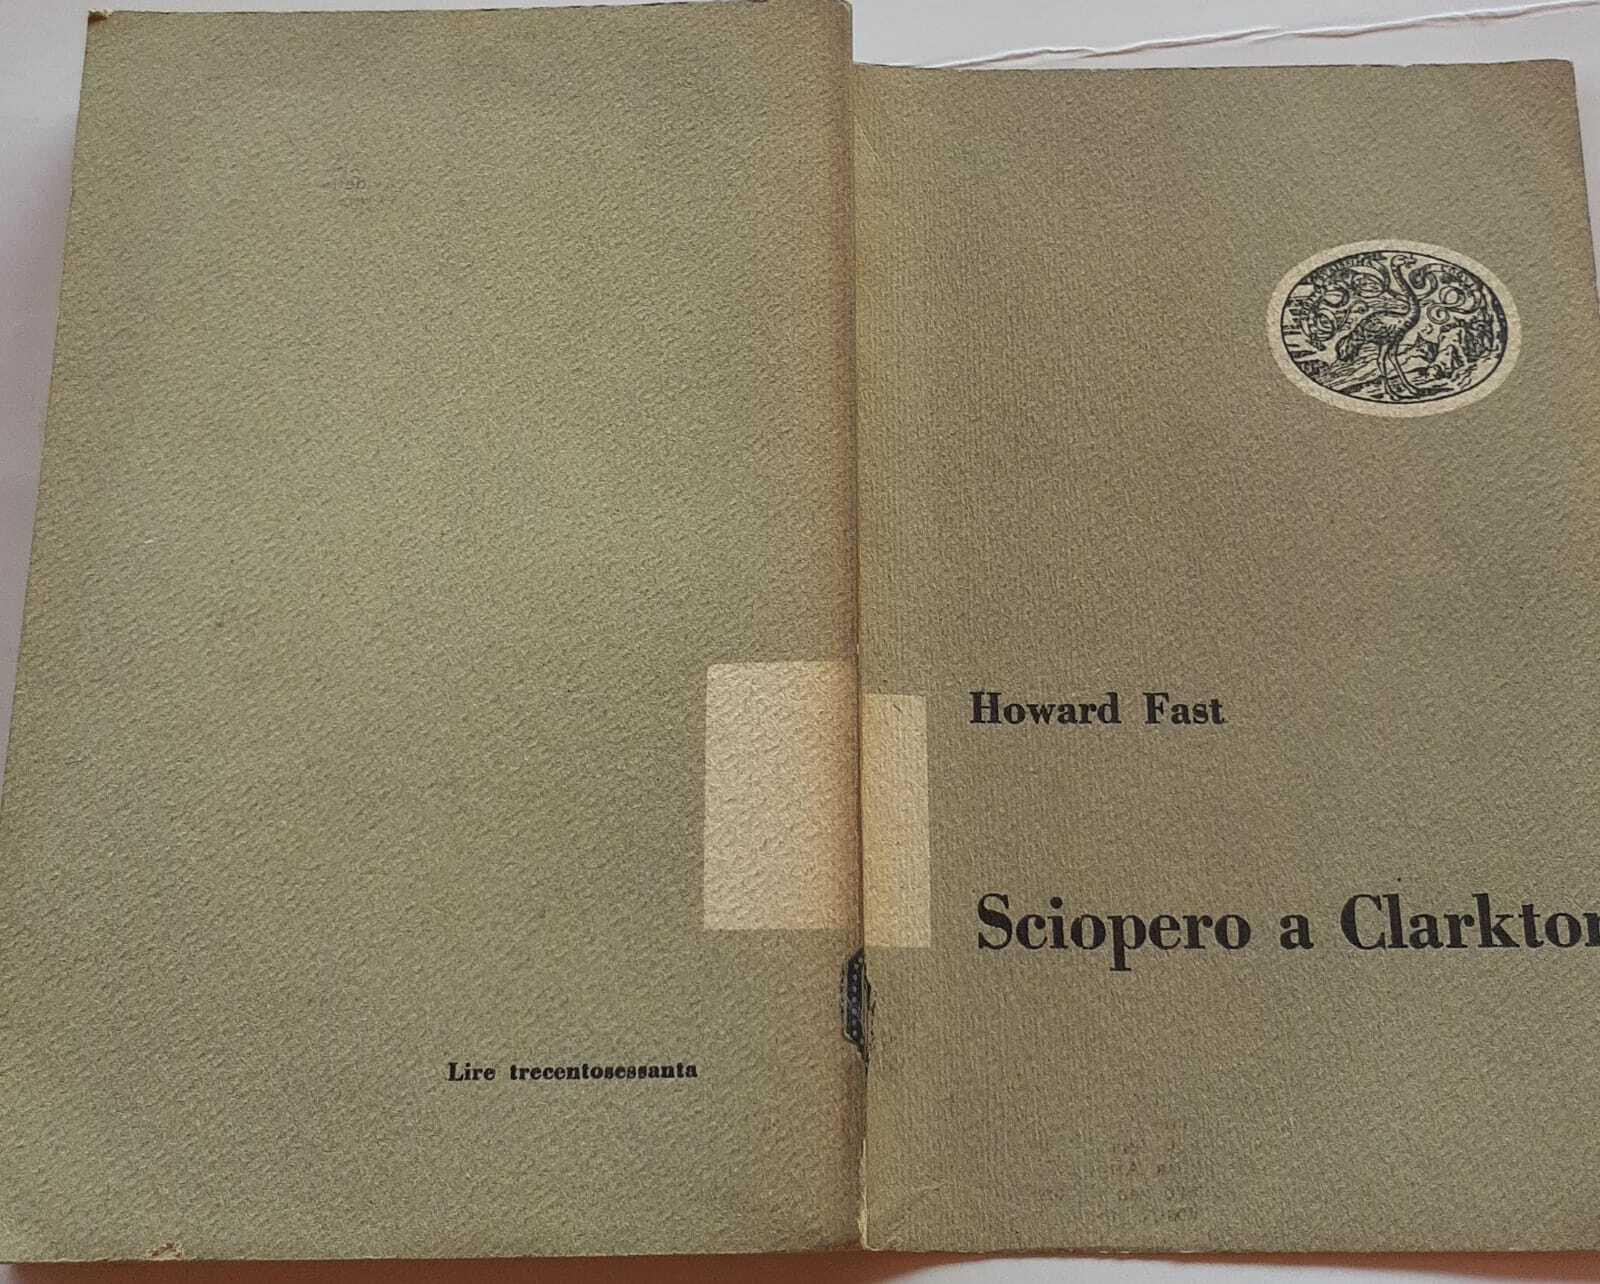 Howard Fast
Sciopero a Clarkton
Lire trecentosessanta